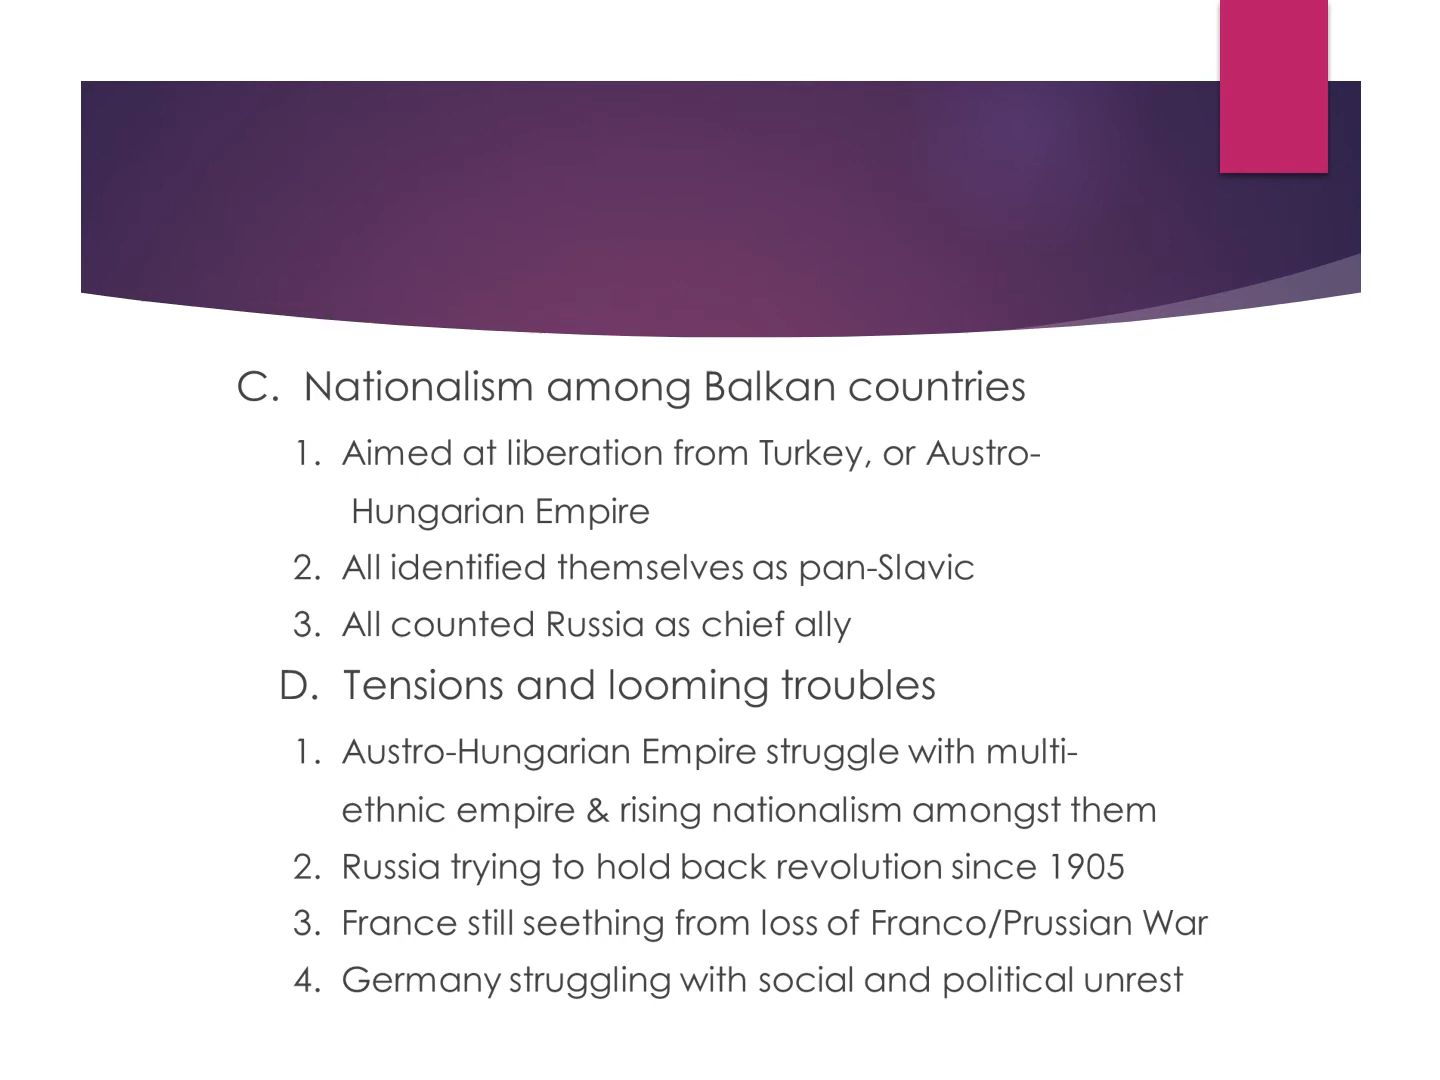 C. Nationalism among Balkan countries
1. Aimed at liberation from Turkey, or Austro-
Hungarian Empire
2. All identified themselves as pan-Slavic
3. All counted Russia as chief ally
D. Tensions and looming troubles
1. Austro-Hungarian Empire struggle with multi-
ethnic empire & rising nationalism amongst them
2. Russia trying to hold back revolution since 1905
3. France still seething from loss of Franco/Prussian War
4. Germany struggling with social and political unrest